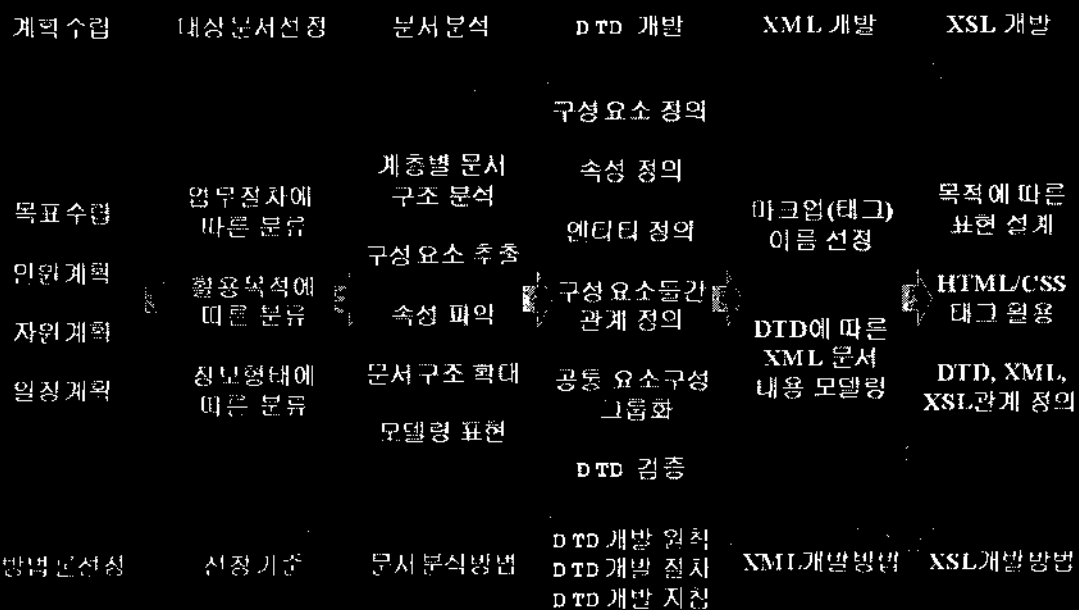 계획수립
대상문서선정
문서분석
DTD 개발
XML 개발
XSL 개발
목표수립
인원계획
자원계획
일정계획
업무절차에
따른 분류
활용목적에
따른 분류
정보형태에
따른 분류
계층별 문서
구조 분석
구성요소 추출
속성 파악
문서구조 확대
모델링 표현
구성요소 정의
속성 정의
엔티티 정의
구성요소들간
관계 정의
공통 요소구성
그룹화
DTD 검증
마크업(태그)
이름 선정
DTD에 따른
XML 문서
내용 모델링
목적에 따른
표현 설계
HTML/CSS
태그 활용
DTD, XML,
XSL관계 정의
방법론선정
선정기준
문서분석방법
DTD 개발 원칙
DTD 개발 절차
DTD 개발 지침
XML개발방법
XSL개발방법